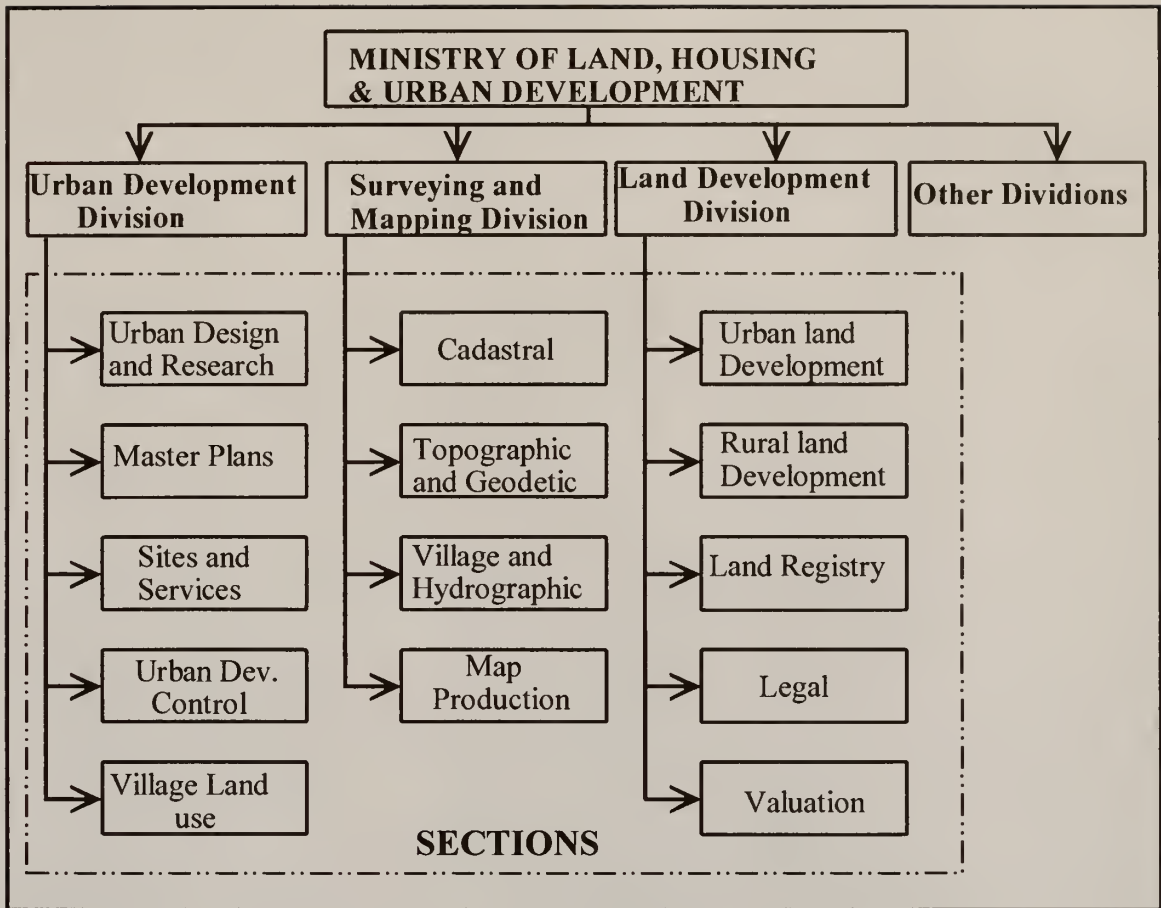 MINISTRY OF LAND, HOUSING
& URBAN DEVELOPMENT
Urban Development
Division
Surveying and
Mapping Division
Land Development
Division
Other Dividions
Urban Design
and Research
Master Plans
Sites and
Services
Urban Dev.
Control
Village Land
use
Cadastral
Topographic
and Geodetic
Village and
Hydrographic
Map
Production
Urban land
Development
Rural land
Development
Land Registry
Legal
Valuation
SECTIONS